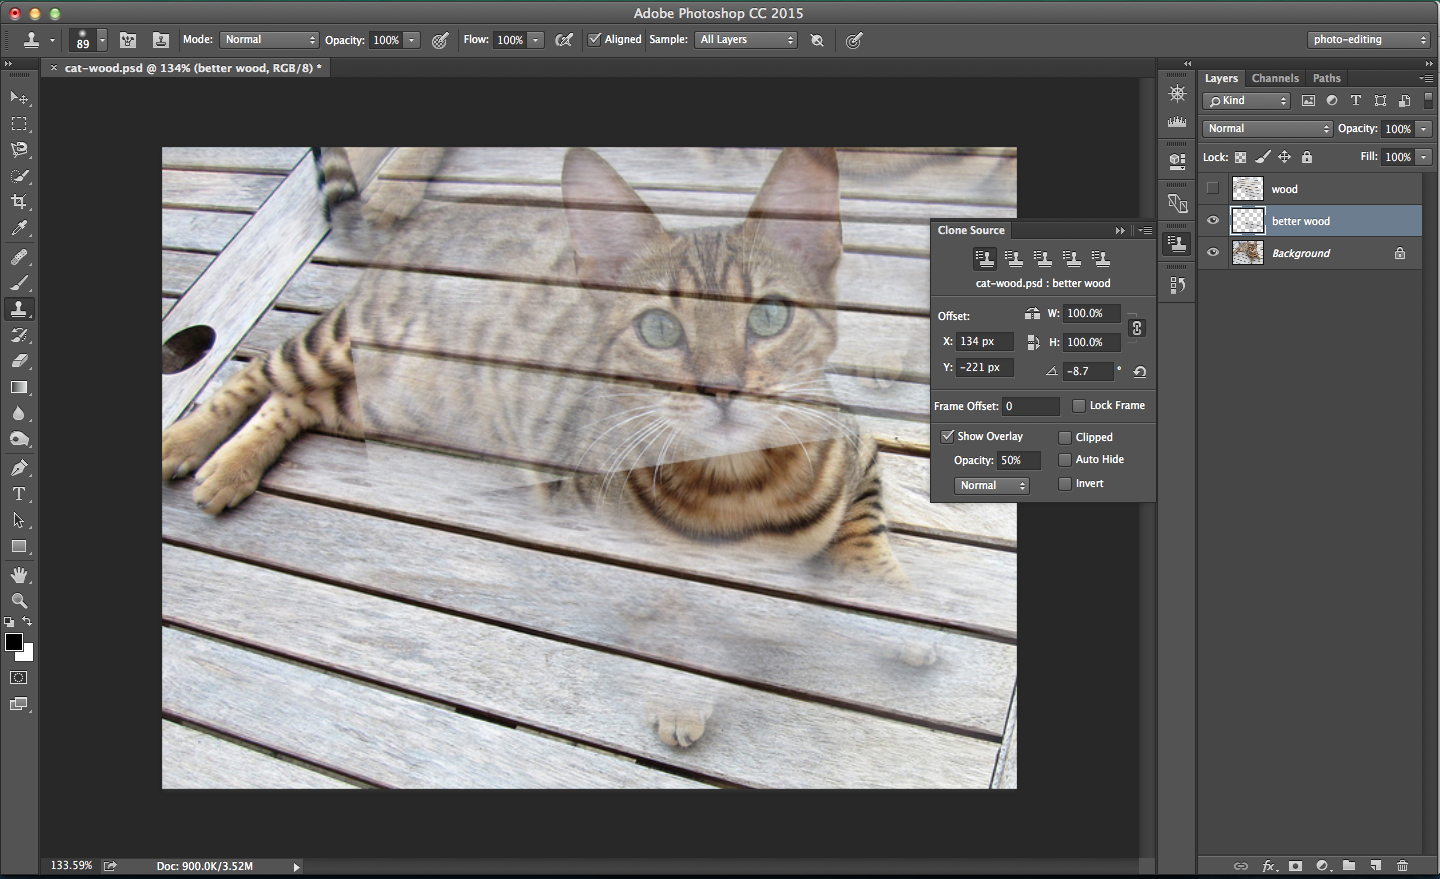 Adobe Photoshop CC 2015
89 Mode: Normal Opacity: 100% Flow: 100% Aligned Sample: All Layers photo-editing
× cat-wood.psd @ 134% (better wood, RGB/8) *
Layers Channels Paths
Kind
Normal Opacity: 100%
Lock: Fill: 100%
wood
better wood
Background
Clone Source
cat-wood.psd : better wood
Offset: W: 100.0%
X: 134 px H: 100.0%
Y: -221 px -8.7 °
Frame Offset: 0 Lock Frame
Show Overlay Clipped
Opacity: 50% Auto Hide
Normal Invert
133.59% Doc: 900.0K/3.52M
fx